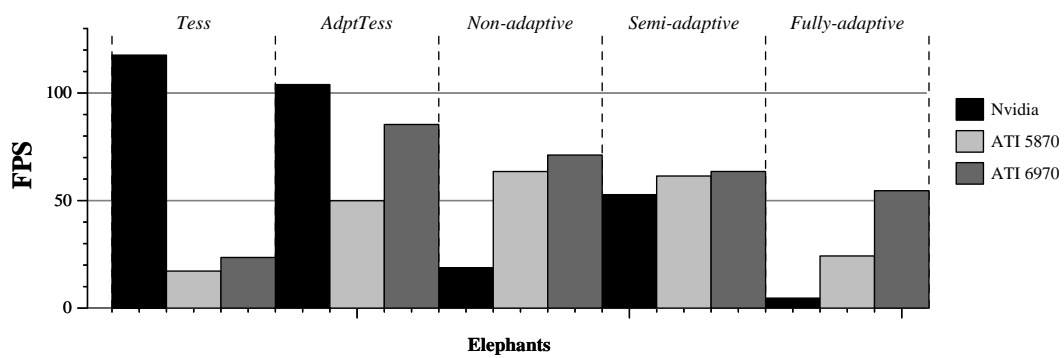 Tess AdptTess Non-adaptive Semi-adaptive Fully-adaptive
100
50
0
FPS
Nvidia
ATI 5870
ATI 6970
Elephants